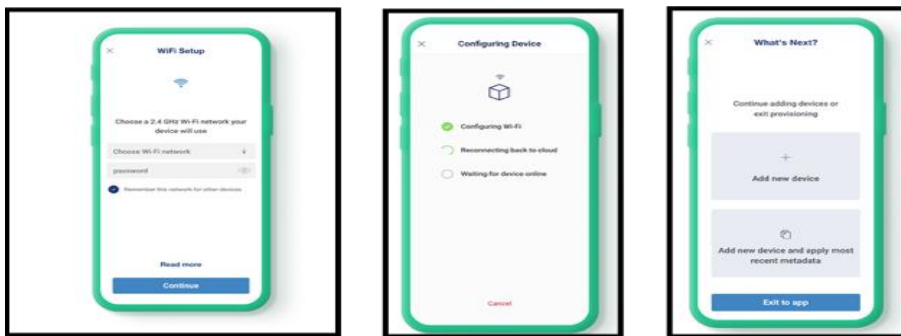 WiFi Setup
Choose a 2.4 GHz Wi-Fi network your
device will use
Choose Wi-Fi network
password
Remember this network for other devices
Read more
Continue
Configuring Device
Configuring Wi-Fi
Reconnecting back to cloud
Waiting for device online
Cancel
What's Next?
Continue adding devices or
exit provisioning
Add new device
Add new device and apply most
recent metadata
Exit to app